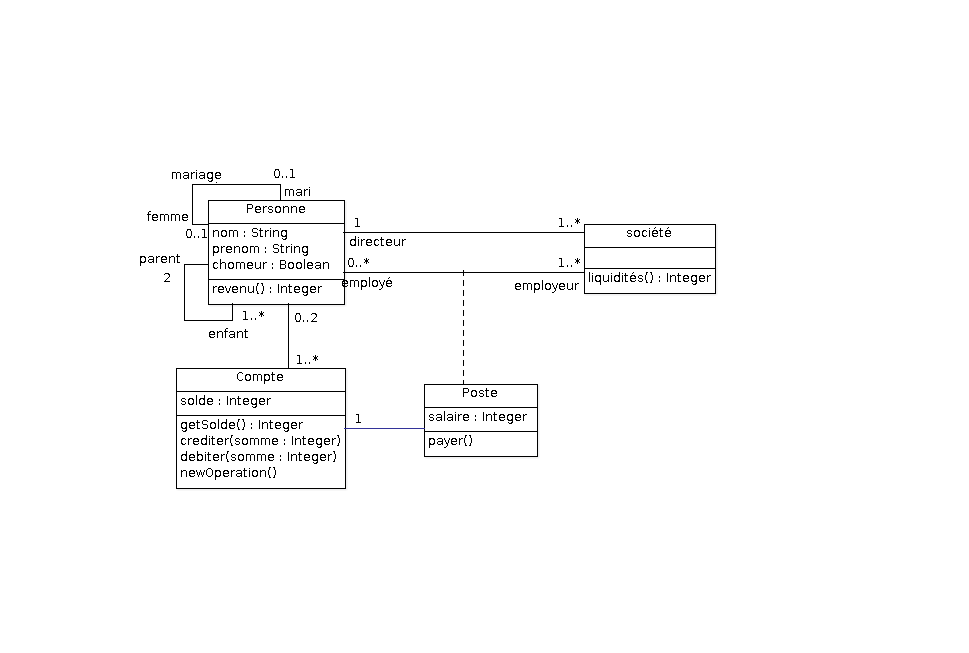 mariage
0..1
mari
femme
0..1
Personne
nom : String
prenom : String
chomeur : Boolean
revenu() : Integer
parent
2
1..*
enfant
1
directeur
1..*
0..*
employé
1..*
employeur
société
liquidités() : Integer
0..2
1..*
Compte
solde : Integer
getSolde() : Integer
crediter(somme : Integer)
debiter(somme : Integer)
newOperation()
1
Poste
salaire : Integer
payer()